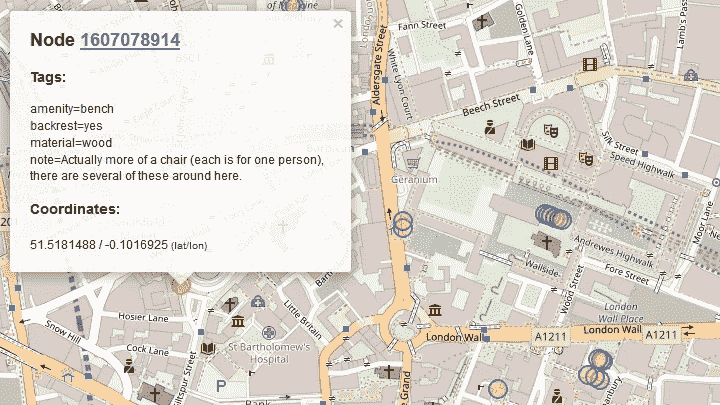 of Medicine
×
Node 1607078914
Tags:
amenity=bench
backrest=yes
material=wood
note=Actually more of a chair (each is for one person),
there are several of these around here.
Coordinates:
51.5181488 / -0.1016925 (lat/lon)
Fann Street
Golden Lane
Lamb's Pass
Aldersgate Street
White Lyon Court
Beech Street
Silk Street
Speed Highwalk
Geranium
Moor Lane
Andrewes Highwalk
Wallside
Fore Street
Wood Street
London
Wall Place
London Wall
A1211
London Wall
A1211
Little Britain
Hosier Lane
Snow Hill
Cock Lane
St Bartholomew's
Hospital
Giltspur Street
P